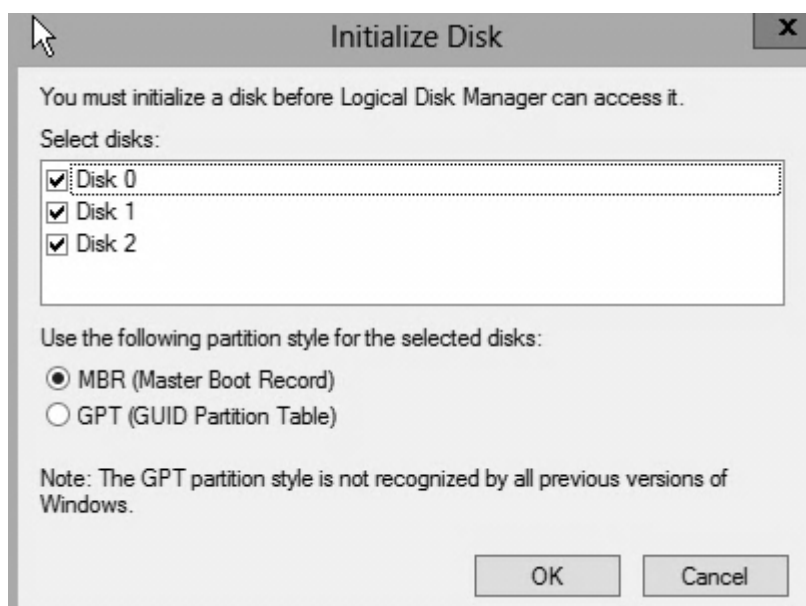 Initialize Disk
x
You must initialize a disk before Logical Disk Manager can access it.
Select disks:
Disk 0
Disk 1
Disk 2
Use the following partition style for the selected disks:
MBR (Master Boot Record)
GPT (GUID Partition Table)
Note: The GPT partition style is not recognized by all previous versions of
Windows.
OK Cancel